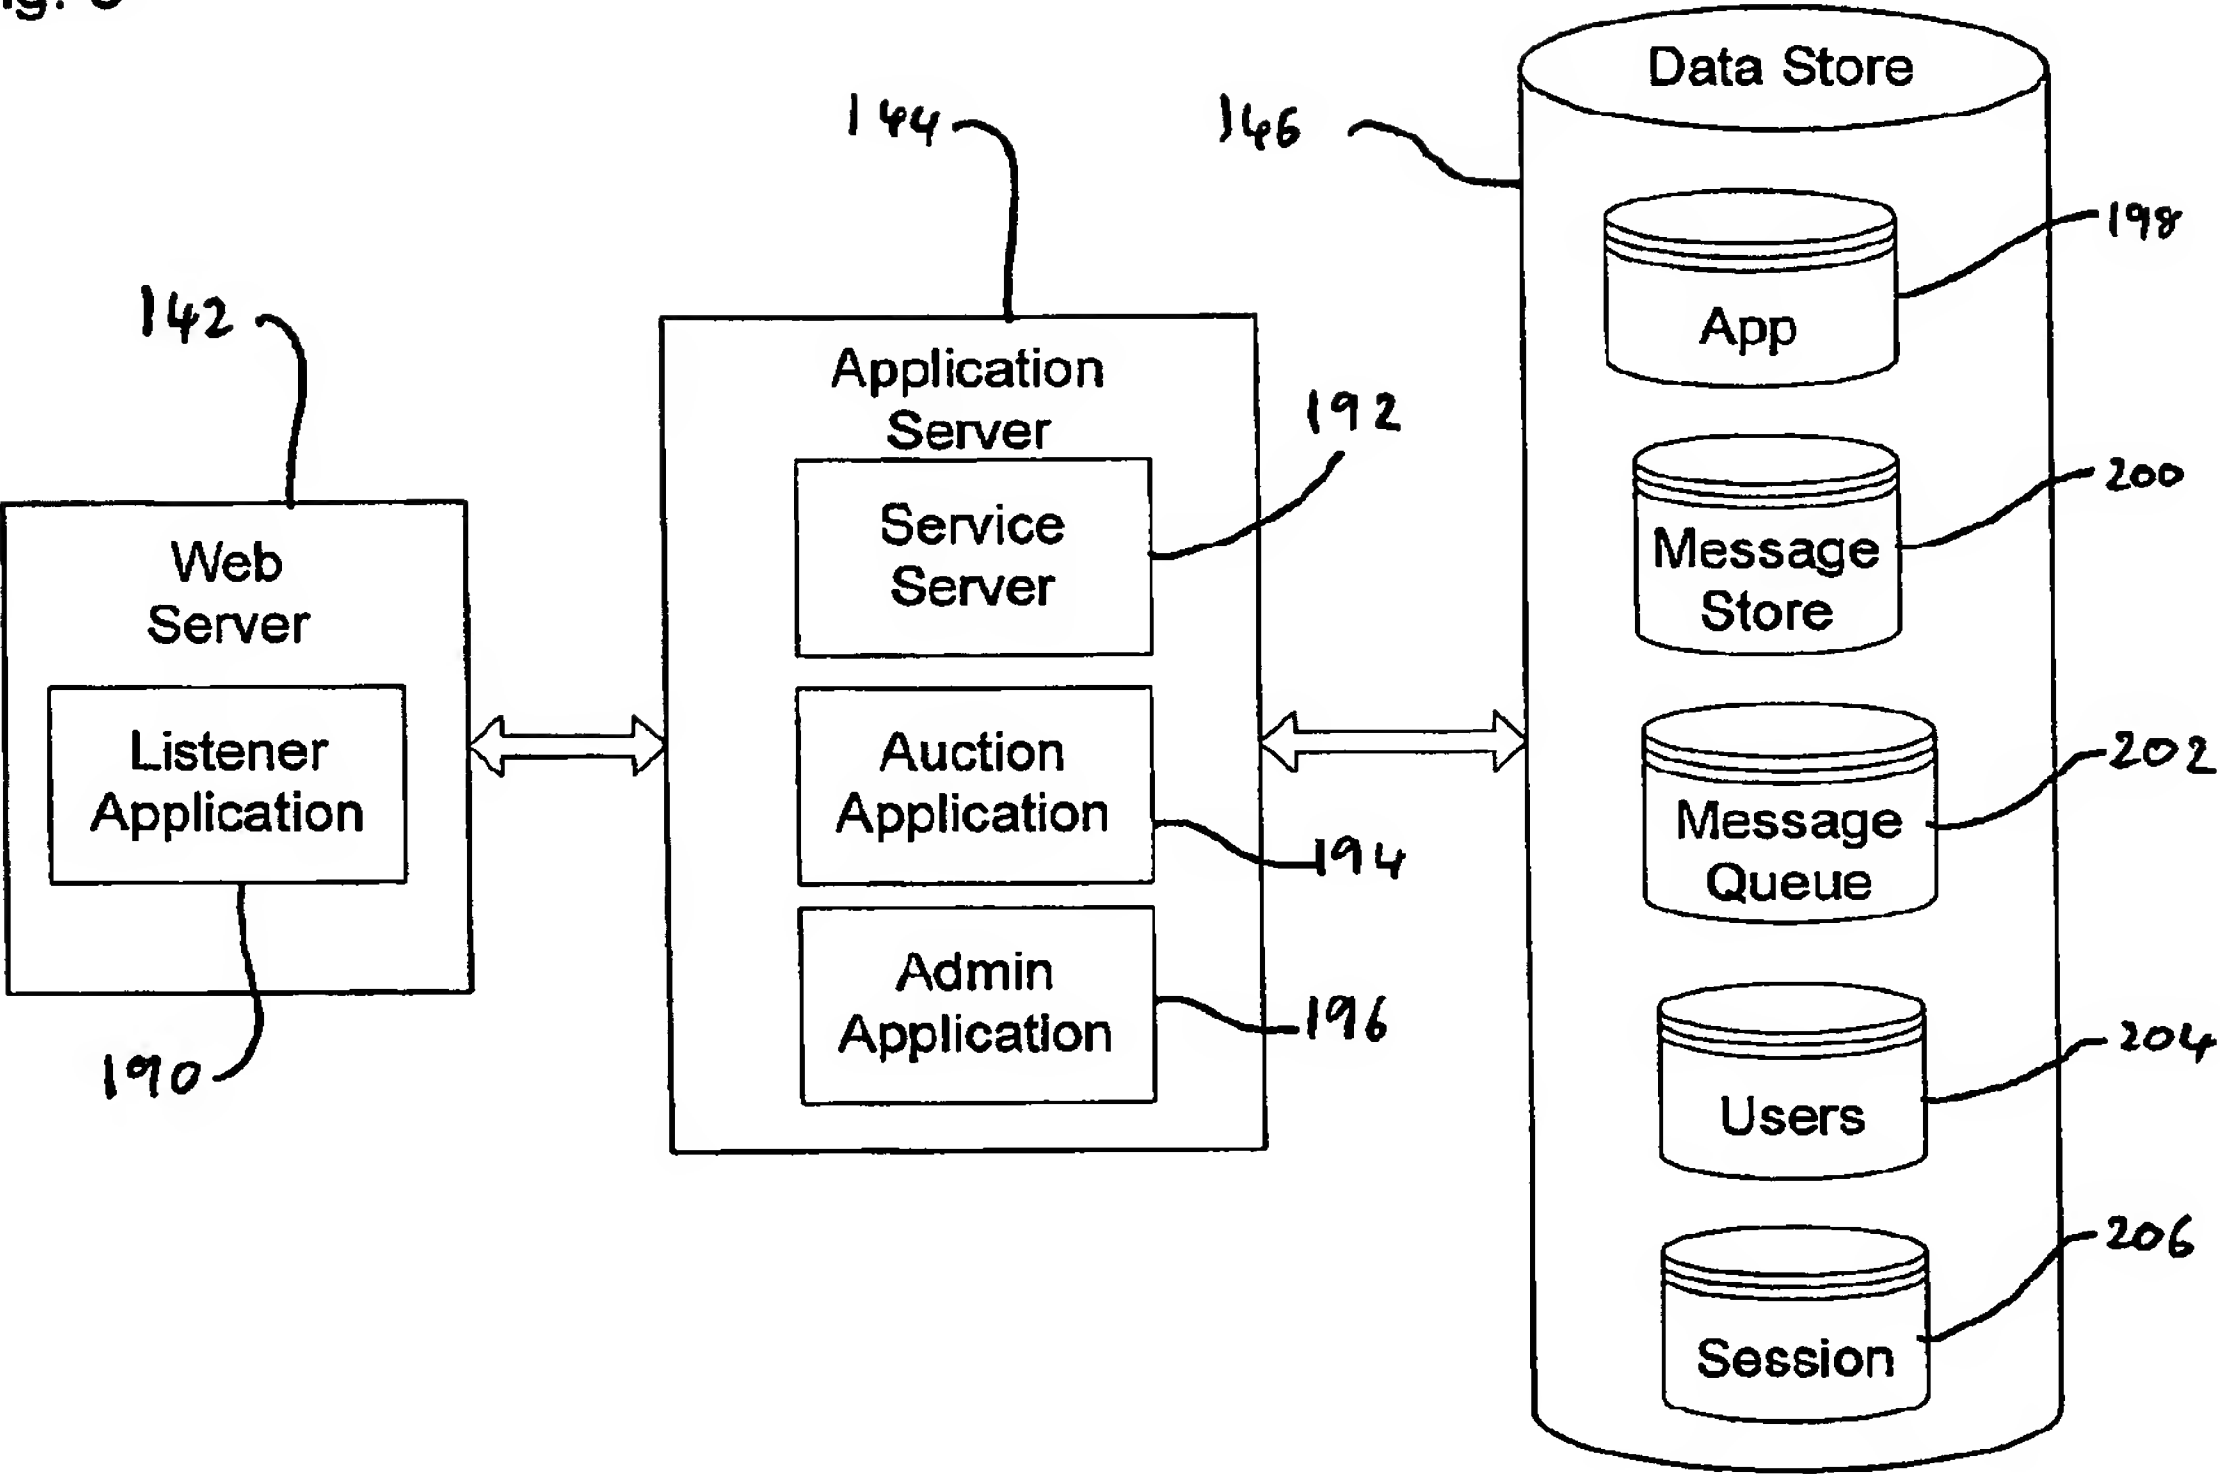 144
146
Data Store
198
App
142
Application
Server
192
200
Message
Store
Service
Server
Web
Server
Listener
Application
Auction
Application
194
202
Message
Queue
Admin
Application
196
190
204
Users
206
Session